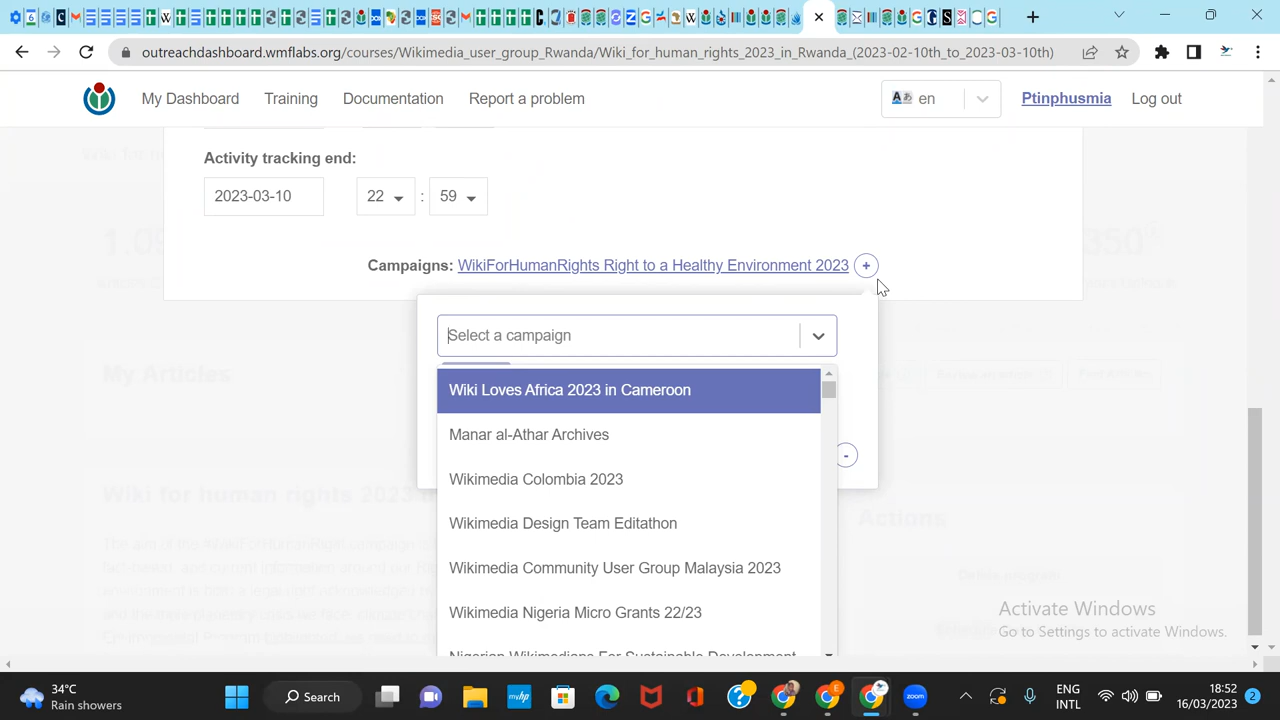 outreachdashboard.wmflabs.org/courses/Wikimedia_user_group_Rwanda/Wiki_for_human_rights_2023_in_Rwanda_(2023-02-10th_to_2023-03-10th)
My Dashboard Training Documentation Report a problem en Ptinphusmia Log out
Activity tracking end:
2023-03-10 22 : 59
Campaigns: WikiForHumanRights Right to a Healthy Environment 2023 +
Select a campaign
My Articles
Wiki Loves Africa 2023 in Cameroon
Manar al-Athar Archives
-
Wikimedia Colombia 2023
Wiki for human rights 2023
Actions
Wikimedia Design Team Editathon
Wikimedia Community User Group Malaysia 2023
Wikimedia Nigeria Micro Grants 22/23
Activate Windows
Go to Settings to activate Windows.
Nigerian Wikimedians For Sustainable Development
34°C
Rain showers
Search
myhp
zoom
ENG
INTL
18:52
16/03/2023
2